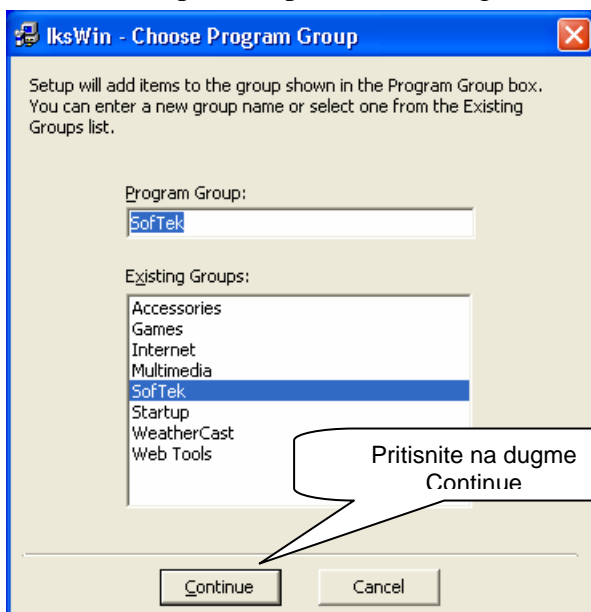 IksWin - Choose Program Group
Setup will add items to the group shown in the Program Group box.
You can enter a new group name or select one from the Existing
Groups list.
Program Group:
SofTek
Existing Groups:
Accessories
Games
Internet
Multimedia
SofTek
Startup
WeatherCast
Web Tools
Pritisnite na dugme
Continue
Continue
Cancel